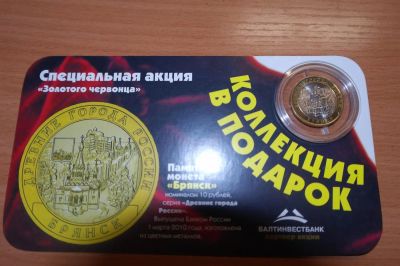 Специальная акция
«Золотого червонца»
ДРЕВНИЕ ГОРОДА РОССИИ
БРЯНСК
монета
«Брянск»
номиналом 10 рублей,
серия «Древние города
России».
Выпущена Банком России
1 марта 2010 года, изготовлена
из цветных металлов.
КОЛЛЕКЦИЯ
В ПОДАРОК
БАЛТИНВЕСТБАНК
партнер акции